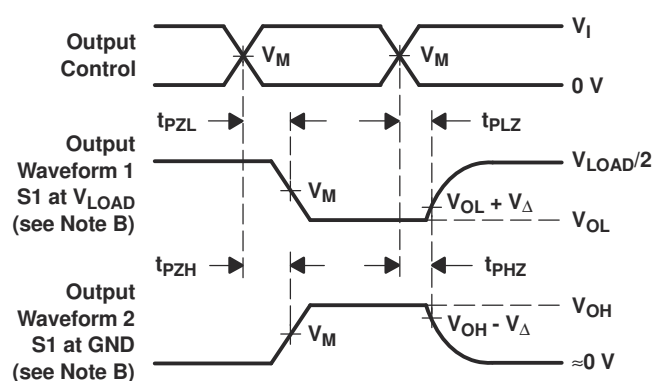 Output
Control
V_M
V_M
V_I
0 V
t_PZL
t_PLZ
Output
Waveform 1
S1 at V_LOAD
(see Note B)
V_M
V_LOAD/2
V_OL + V_Δ
V_OL
t_PZH
t_PHZ
Output
Waveform 2
S1 at GND
(see Note B)
V_M
V_OH
V_OH - V_Δ
≈0 V